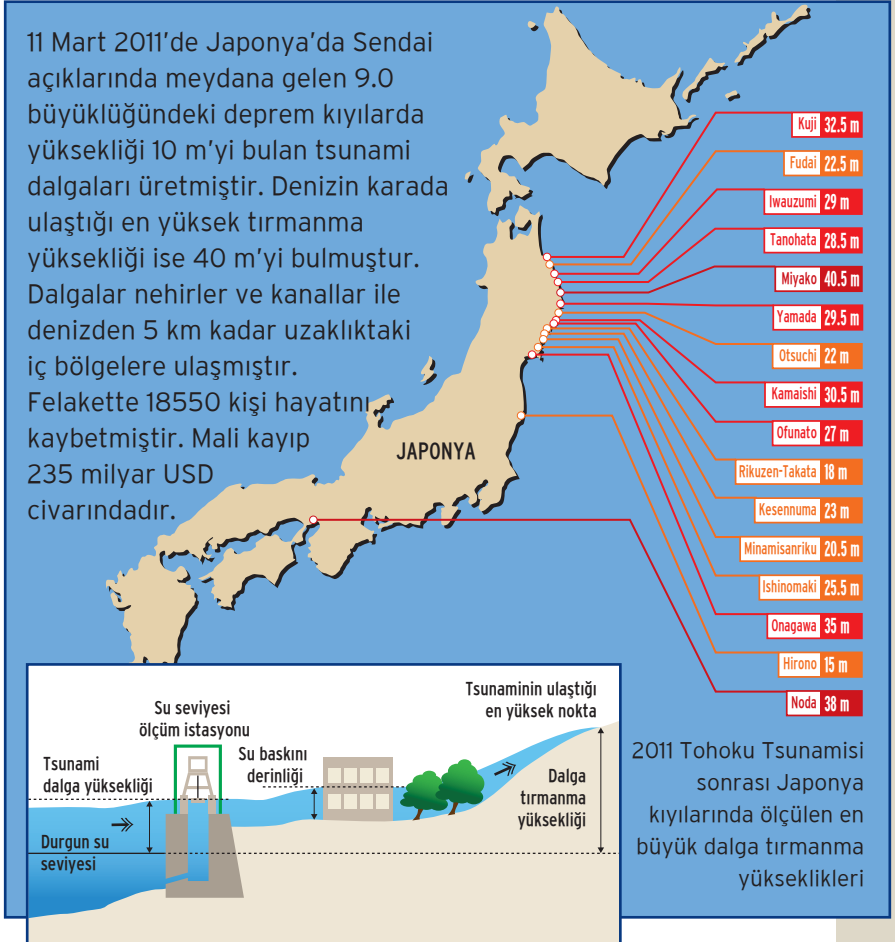 11 Mart 2011'de Japonya'da Sendai
açıklarında meydana gelen 9.0
büyüklüğündeki deprem kıyılarda
yüksekliği 10 m'yi bulan tsunami
dalgaları üretmiştir. Denizin karada
ulaştığı en yüksek tırmanma
yüksekliği ise 40 m'yi bulmuştur.
Dalgalar nehirler ve kanallar ile
denizden 5 km kadar uzaklıktaki
iç bölgelere ulaşmıştır.
Felakette 18550 kişi hayatını
kaybetmiştir. Mali kayıp
235 milyar USD
civarındadır.
JAPONYA
Kuji 32.5 m
Fudai 22.5 m
Iwauzumi 29 m
Tanohata 28.5 m
Miyako 40.5 m
Yamada 29.5 m
Otsuchi 22 m
Kamaishi 30.5 m
Ofunato 27 m
Rikuzen-Takata 18 m
Kesennuma 23 m
Minamisanriku 20.5 m
Ishinomaki 25.5 m
Onagawa 35 m
Hirono 15 m
Noda 38 m
Tsunami
dalga yüksekliği
Durgun su
seviyesi
Su seviyesi
ölçüm istasyonu
Su baskını
derinliği
Tsunaminin ulaştığı
en yüksek nokta
Dalga
tırmanma
yüksekliği
2011 Tohoku Tsunamisi
sonrası Japonya
kıyılarında ölçülen en
büyük dalga tırmanma
yükseklikleri